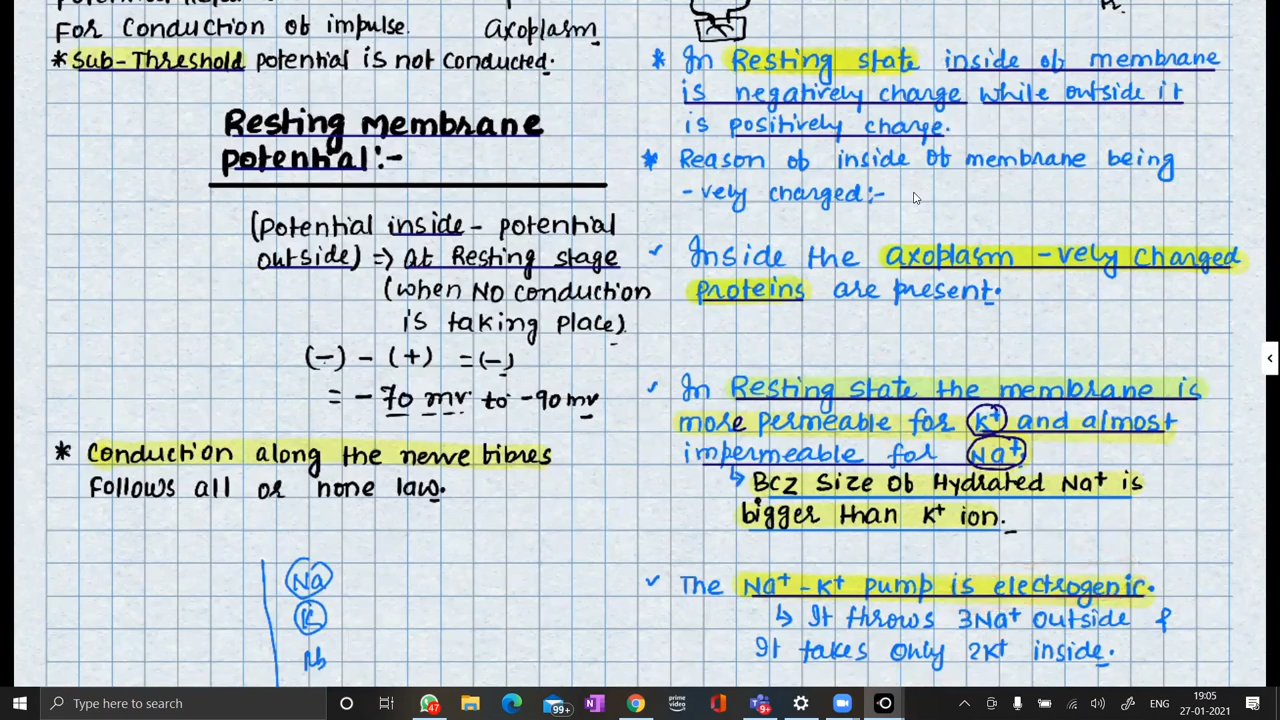 For Conduction of impulse.
Axoplasm
*Sub-Threshold potential is not conducted.
Resting membrane
potential:-
(potential inside - potential
outside) => at Resting stage
(when NO conduction
is taking place)
(-) - (+) = (-)
= -70 mv to -90 mv
* Conduction along the nerve fibres
follows all or none law.
Na
K
Rb
* In Resting state inside of membrane
is negatively charge while outside it
is positively charge.
* Reason of inside of membrane being
-vely charged:-
✓ Inside the axoplasm -vely charged
proteins are present.
✓ In Resting state the membrane is
more permeable for K+ and almost
impermeable for Na+
↳ Bcz Size of Hydrated Na+ is
bigger than K+ ion.
✓ The Na+ - K+ pump is electrogenic.
↳ It throws 3Na+ outside &
It takes only 2K+ inside.
Type here to search
47
99+
9+
ENG
19:05
27-01-2021